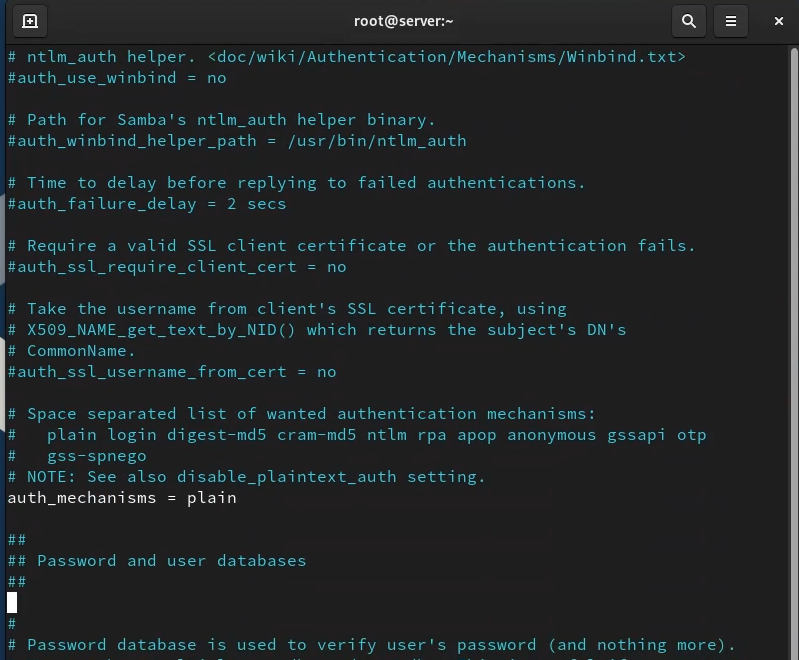 root@server:~
# ntlm_auth helper. <doc/wiki/Authentication/Mechanisms/Winbind.txt>
#auth_use_winbind = no
# Path for Samba's ntlm_auth helper binary.
#auth_winbind_helper_path = /usr/bin/ntlm_auth
# Time to delay before replying to failed authentications.
#auth_failure_delay = 2 secs
# Require a valid SSL client certificate or the authentication fails.
#auth_ssl_require_client_cert = no
# Take the username from client's SSL certificate, using
# X509_NAME_get_text_by_NID() which returns the subject's DN's
# CommonName.
#auth_ssl_username_from_cert = no
# Space separated list of wanted authentication mechanisms:
#   plain login digest-md5 cram-md5 ntlm rpa apop anonymous gssapi otp
#   gss-spnego
# NOTE: See also disable_plaintext_auth setting.
auth_mechanisms = plain
##
## Password and user databases
##
#
# Password database is used to verify user's password (and nothing more).